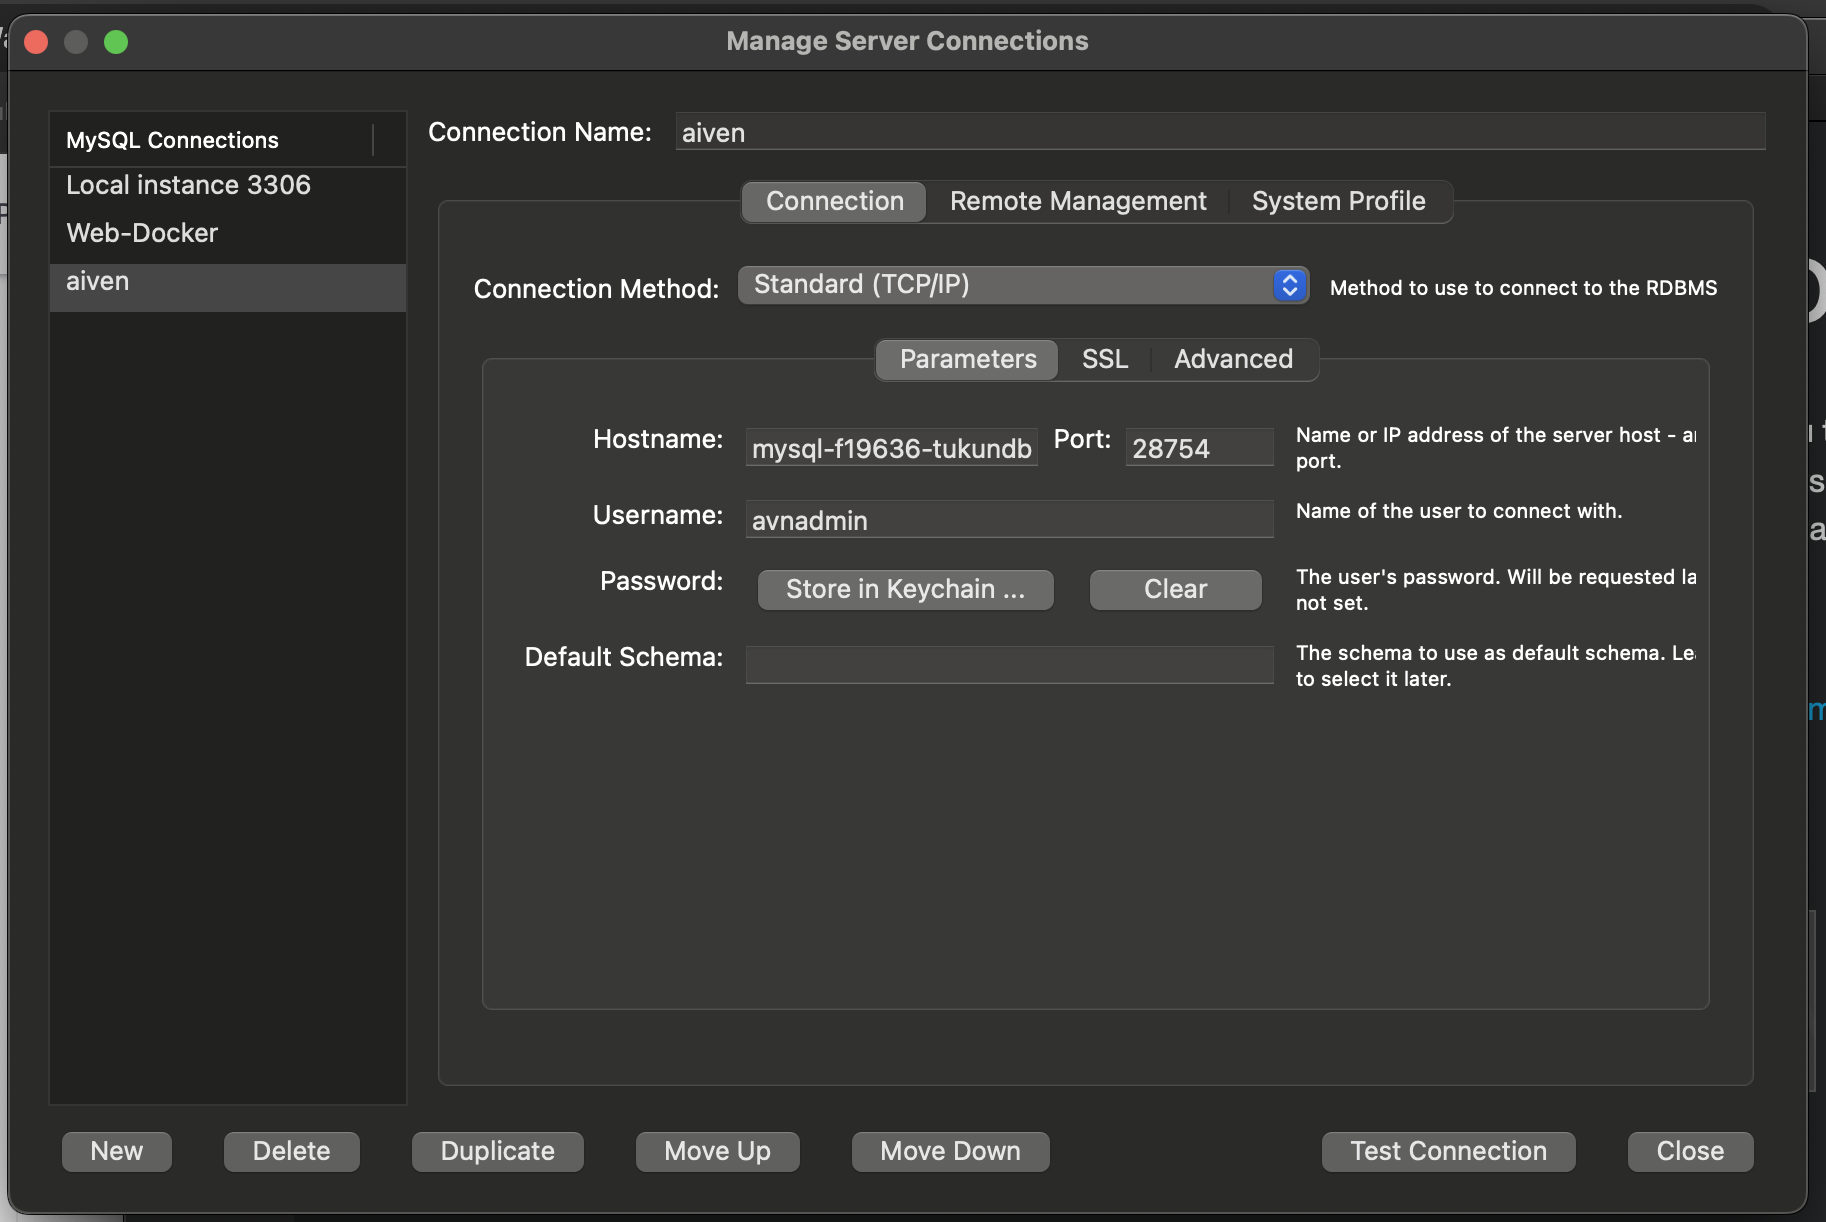 Manage Server Connections
MySQL Connections
Local instance 3306
Web-Docker
aiven
Connection Name: aiven
Connection Remote Management System Profile
Connection Method: Standard (TCP/IP) Method to use to connect to the RDBMS
Parameters SSL Advanced
Hostname: mysql-f19636-tukundb Port: 28754 Name or IP address of the server host -
port.
Username: avnadmin Name of the user to connect with.
Password: Store in Keychain ... Clear The user's password. Will be requested
not set.
Default Schema: The schema to use as default schema.
to select it later.
New Delete Duplicate Move Up Move Down Test Connection Close